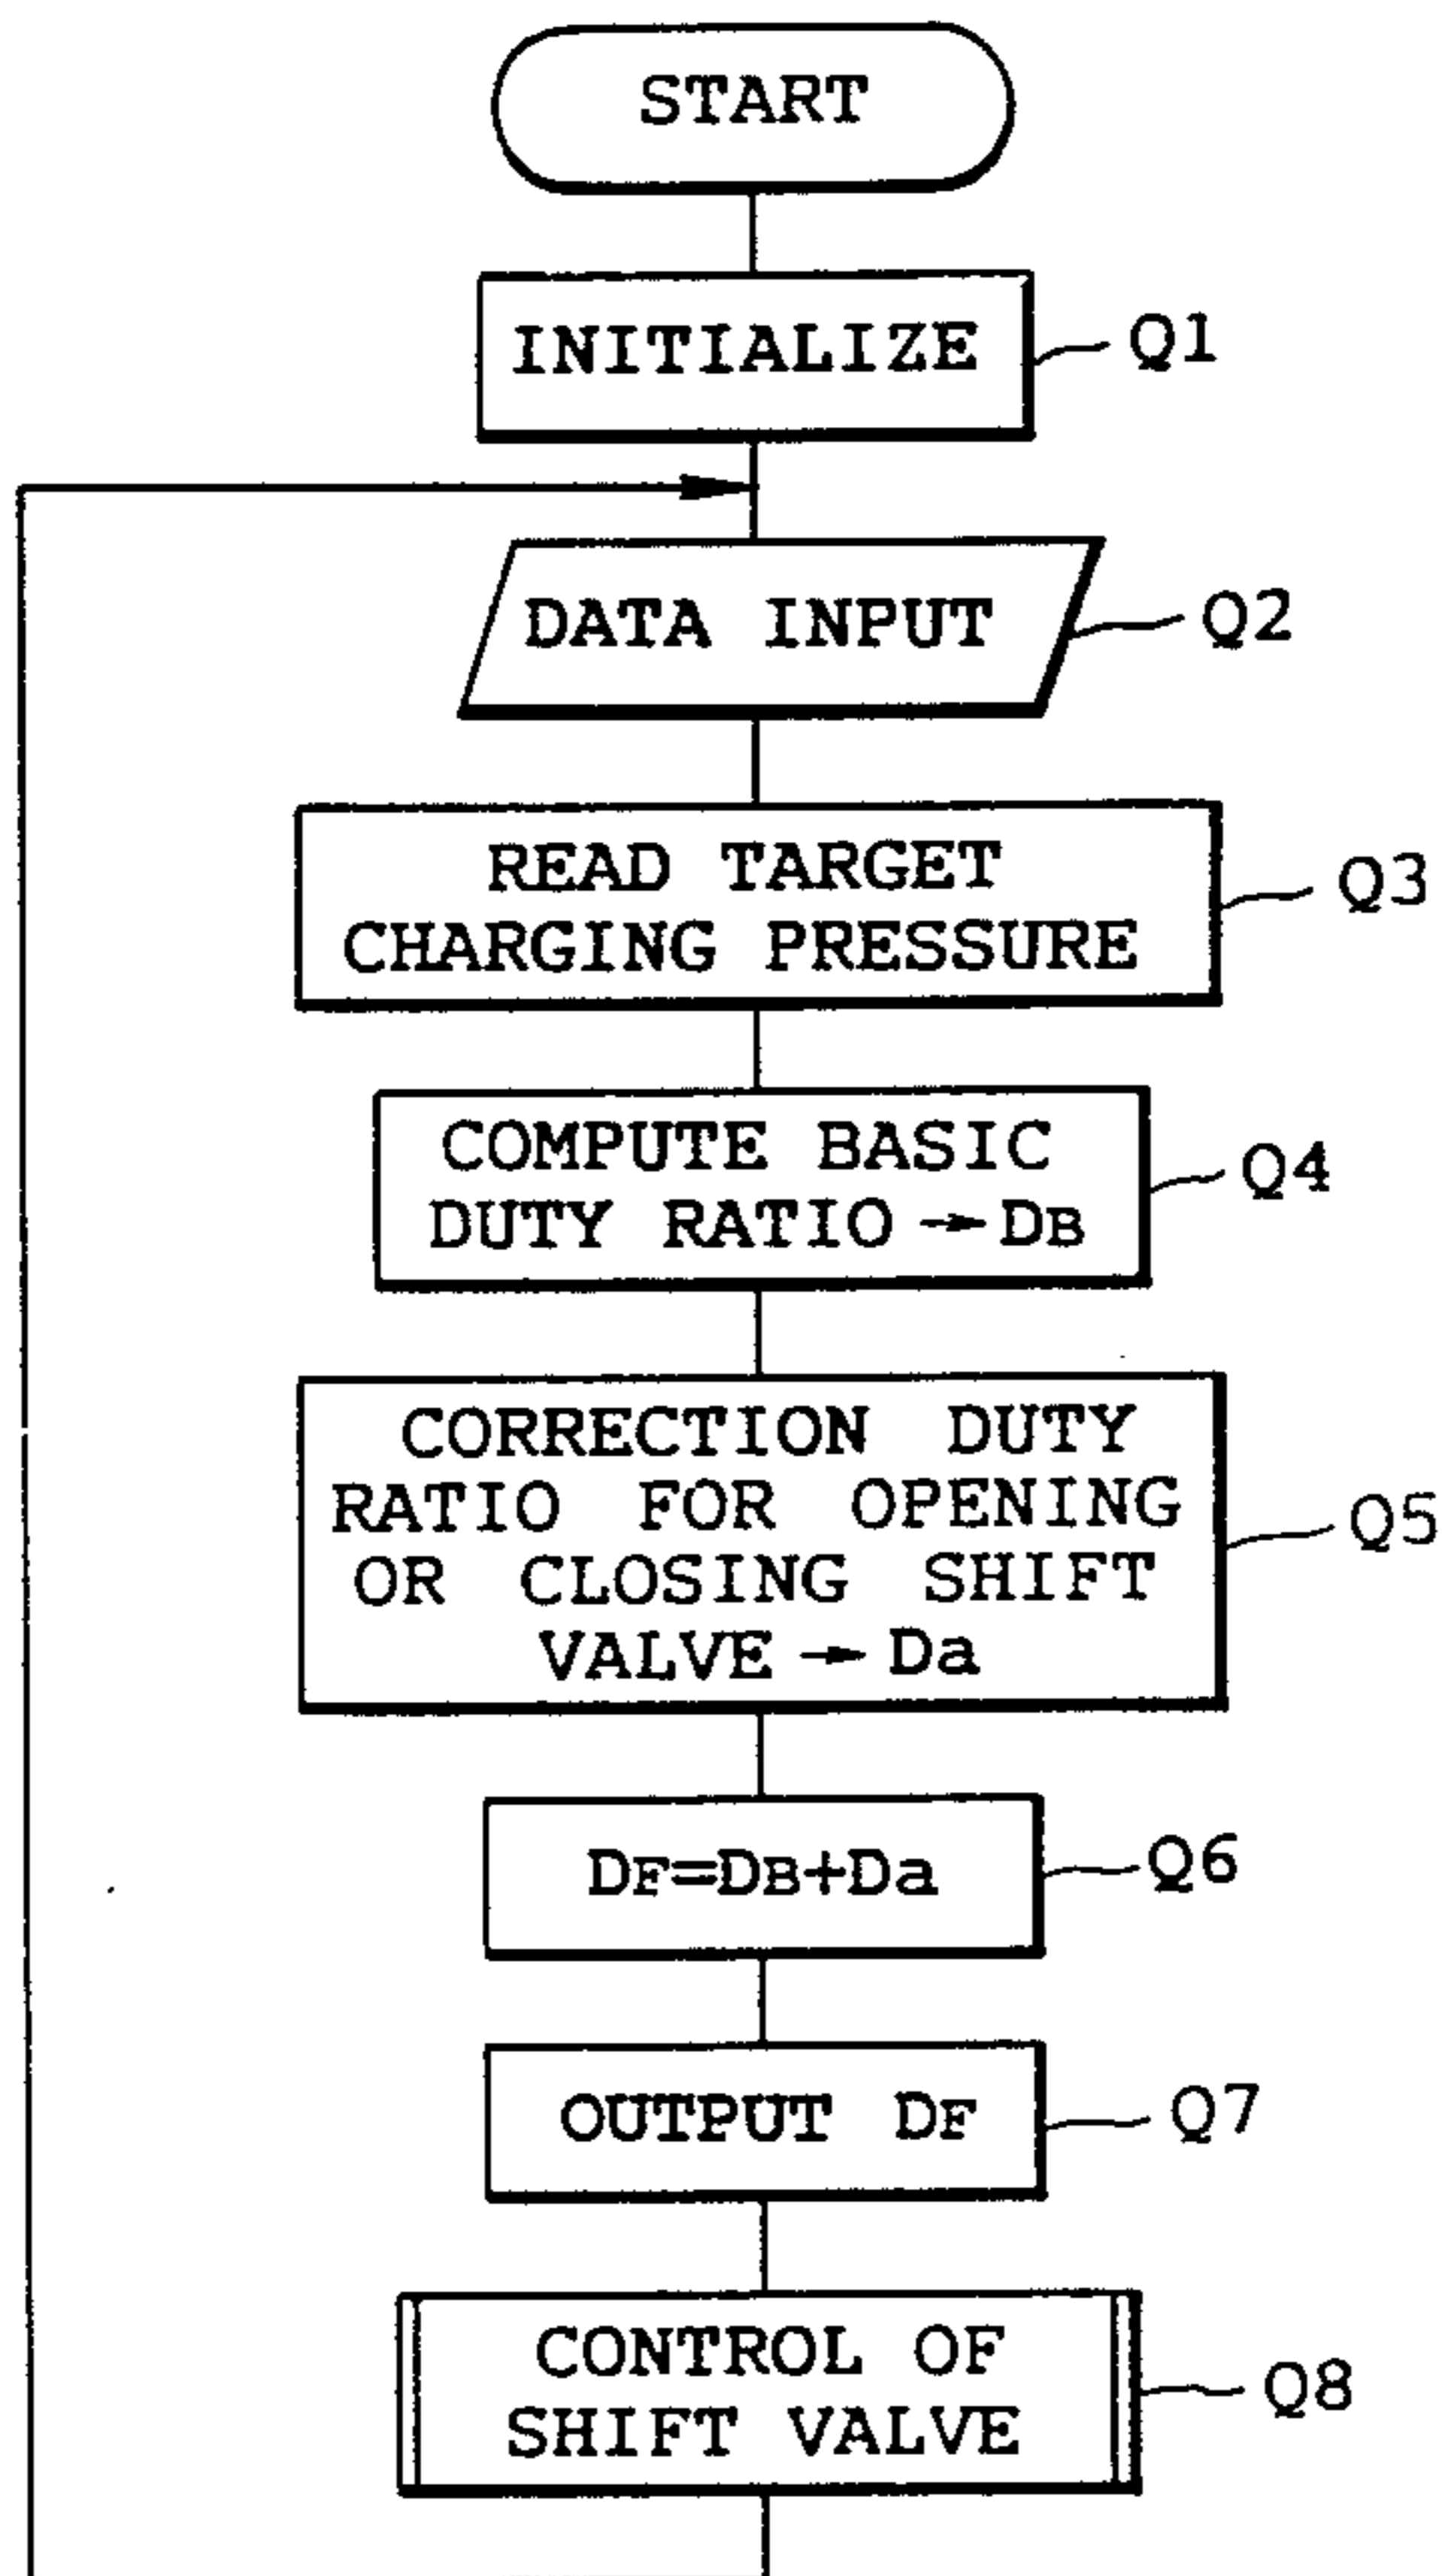 START
INITIALIZE
Q1
DATA INPUT
Q2
READ TARGET
CHARGING PRESSURE
Q3
COMPUTE BASIC
DUTY RATIO → DB
Q4
CORRECTION DUTY
RATIO FOR OPENING
OR CLOSING SHIFT
VALVE → Da
Q5
DF=DB+Da
Q6
OUTPUT DF
Q7
CONTROL OF
SHIFT VALVE
Q8